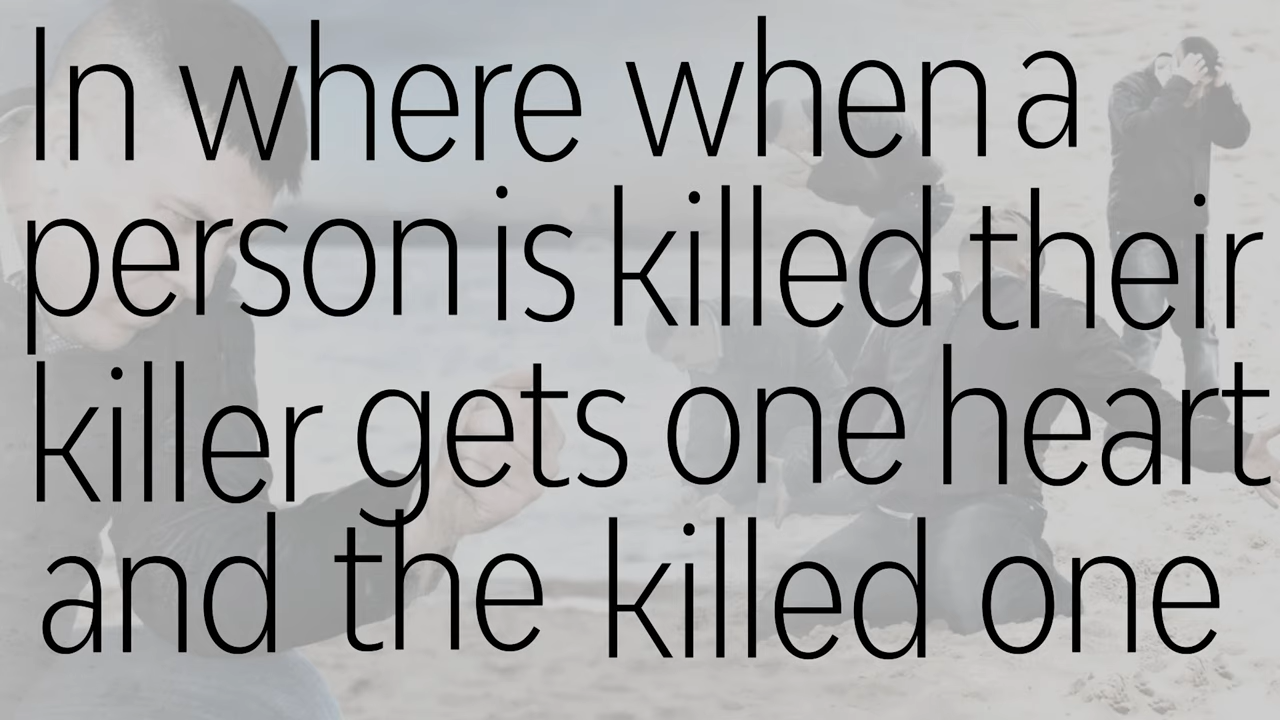 In where when a
person is killed their
killer gets one heart
and the killed one